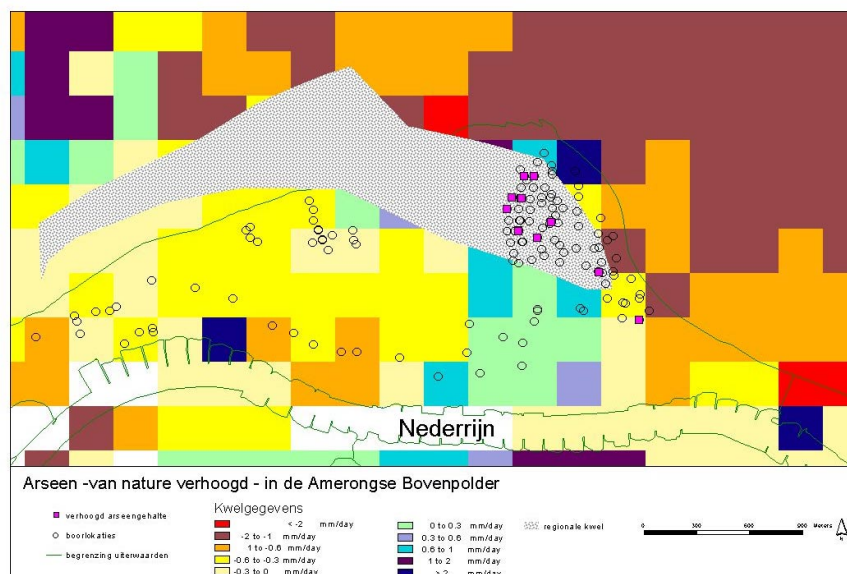 Nederrijn
Arseen -van nature verhoogd - in de Amerongse Bovenpolder
verhoogd arseengehalte
boorlokaties
begrenzing uiterwaarden
Kwelgegevens
< -2 mm/day
-2 to -1 mm/day
1 to -0.6 mm/day
-0.6 to -0.3 mm/day
-0.3 to 0 mm/day
0 to 0.3 mm/day
0.3 to 0.6 mm/day
0.6 to 1 mm/day
1 to 2 mm/day
> 2 mm/day
regionale kwel
0 300 600 900 Meters
N